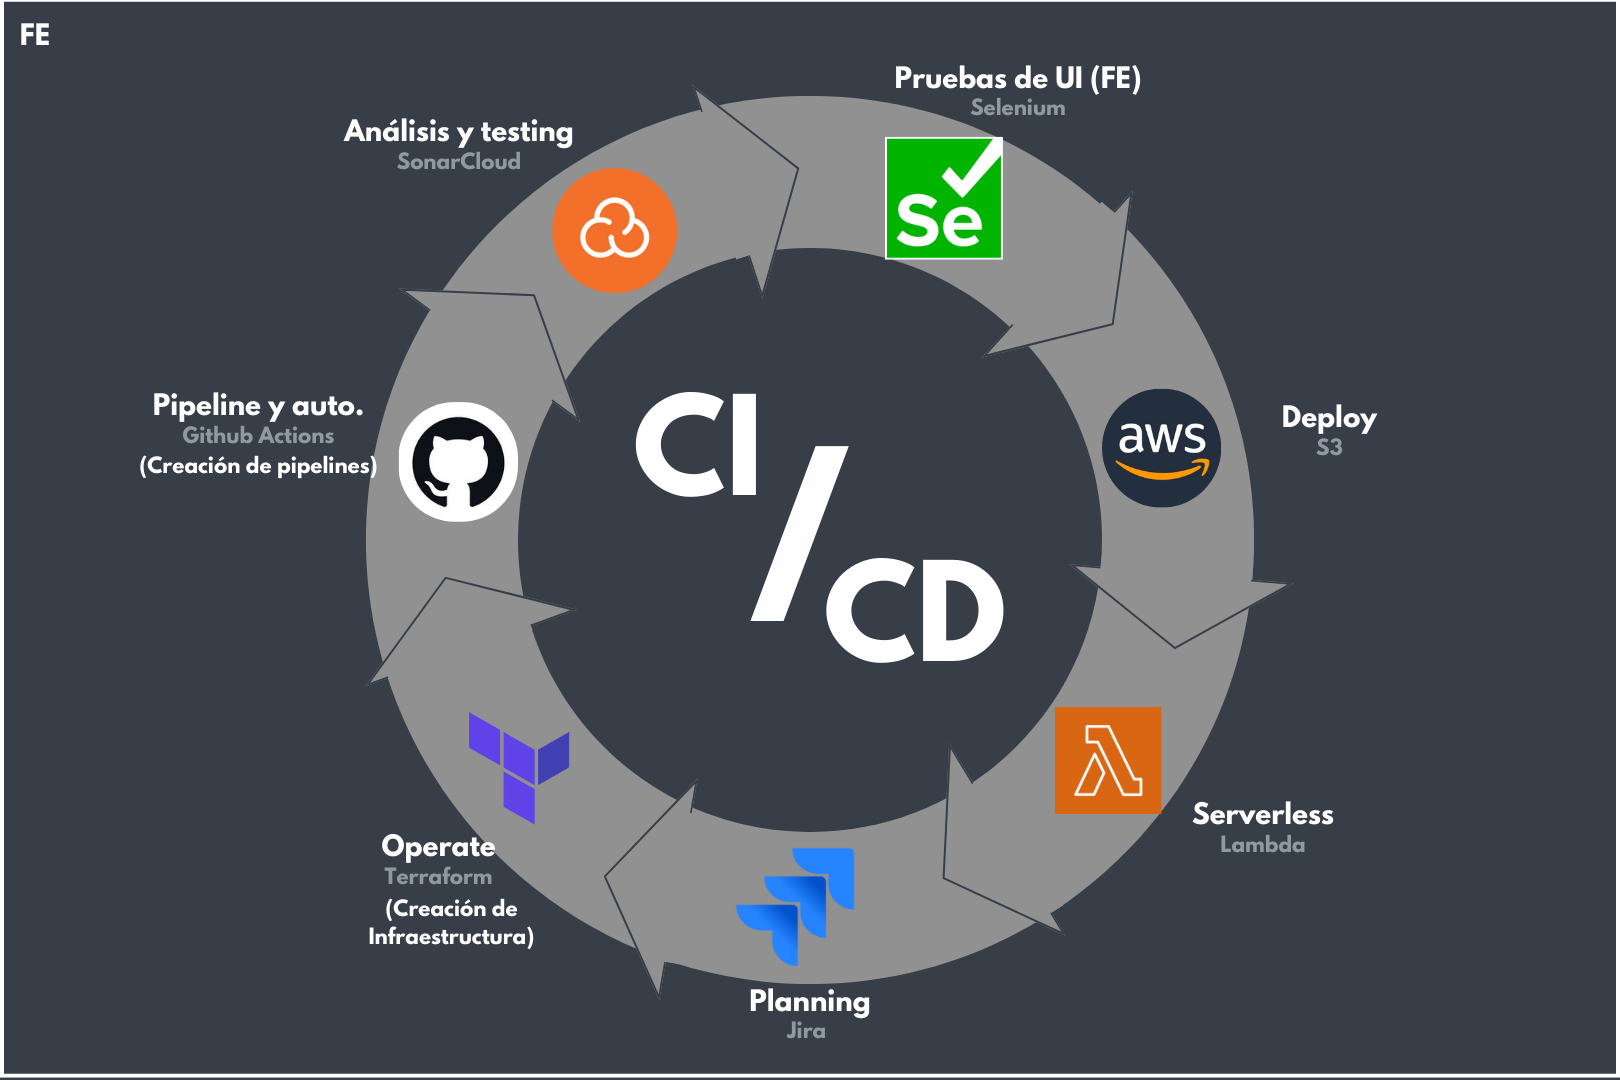 FE
Pruebas de UI (FE)
Selenium
Se
Análisis y testing
SonarCloud
Pipeline y auto.
Github Actions
(Creación de pipelines)
CI
/
CD
aws
Deploy
S3
Serverless
Lambda
Operate
Terraform
(Creación de
Infraestructura)
Planning
Jira